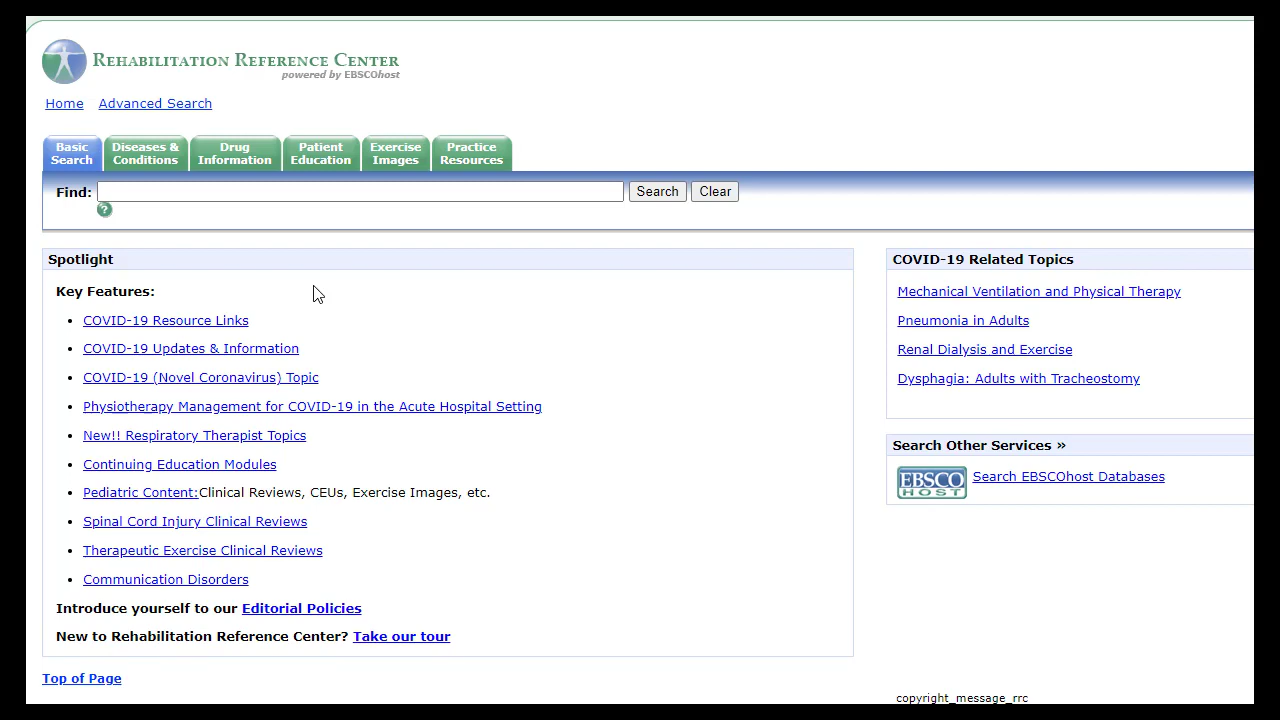 REHABILITATION REFERENCE CENTER
powered by EBSCOhost
Home Advanced Search
Basic Search
Diseases & Conditions
Drug Information
Patient Education
Exercise Images
Practice Resources
Find: Search Clear
?
Spotlight
Key Features:
• COVID-19 Resource Links
• COVID-19 Updates & Information
• COVID-19 (Novel Coronavirus) Topic
• Physiotherapy Management for COVID-19 in the Acute Hospital Setting
• New!! Respiratory Therapist Topics
• Continuing Education Modules
• Pediatric Content:Clinical Reviews, CEUs, Exercise Images, etc.
• Spinal Cord Injury Clinical Reviews
• Therapeutic Exercise Clinical Reviews
• Communication Disorders
Introduce yourself to our Editorial Policies
New to Rehabilitation Reference Center? Take our tour
Top of Page
COVID-19 Related Topics
Mechanical Ventilation and Physical Therapy
Pneumonia in Adults
Renal Dialysis and Exercise
Dysphagia: Adults with Tracheostomy
Search Other Services »
EBSCO
HOST
Search EBSCOhost Databases
copyright_message_rrc